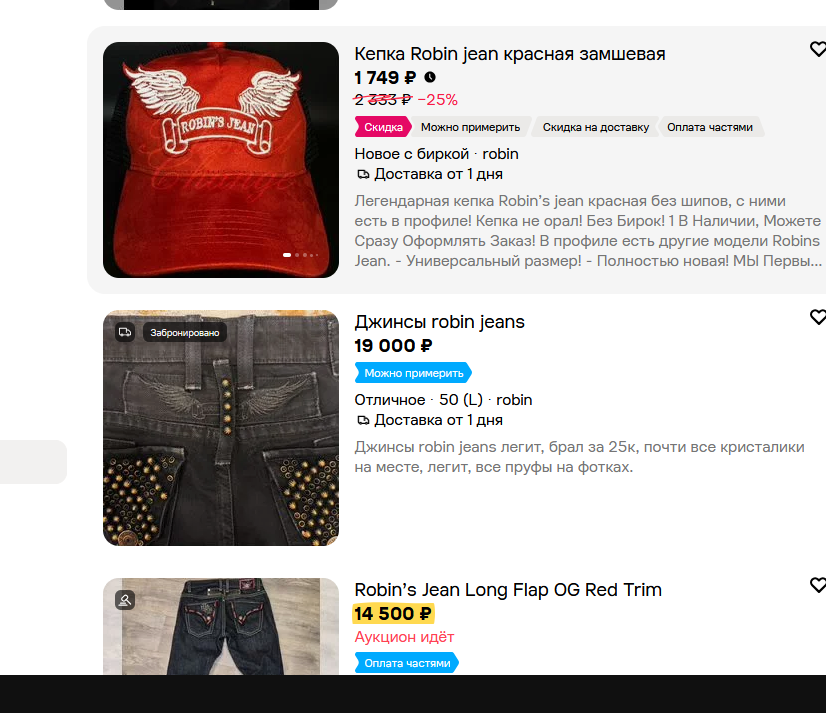 ROBIN'S JEAN
Кепка Robin jean красная замшевая
1 749 ₽
2 333 ₽ −25%
Скидка Можно примерить Скидка на доставку Оплата частями
Новое с биркой · robin
Доставка от 1 дня
Легендарная кепка Robin's jean красная без шипов, с ними
есть в профиле! Кепка не орал! Без Бирок! 1 В Наличии, Можете
Сразу Оформлять Заказ! В профиле есть другие модели Robins
Jean. - Универсальный размер! - Полностью новая! МЫ Первы...
Забронировано
Джинсы robin jeans
19 000 ₽
Можно примерить
Отличное · 50 (L) · robin
Доставка от 1 дня
Джинсы robin jeans легит, брал за 25к, почти все кристалики
на месте, легит, все пруфы на фотках.
Robin's Jean Long Flap OG Red Trim
14 500 ₽
Аукцион идёт
Оплата частями